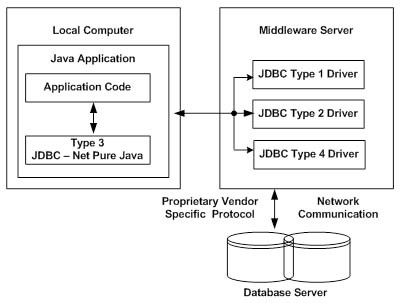 Local Computer
Java Application
Application Code
Type 3
JDBC – Net Pure Java
Middleware Server
JDBC Type 1 Driver
JDBC Type 2 Driver
JDBC Type 4 Driver
Proprietary Vendor
Specific Protocol
Network
Communication
Database Server